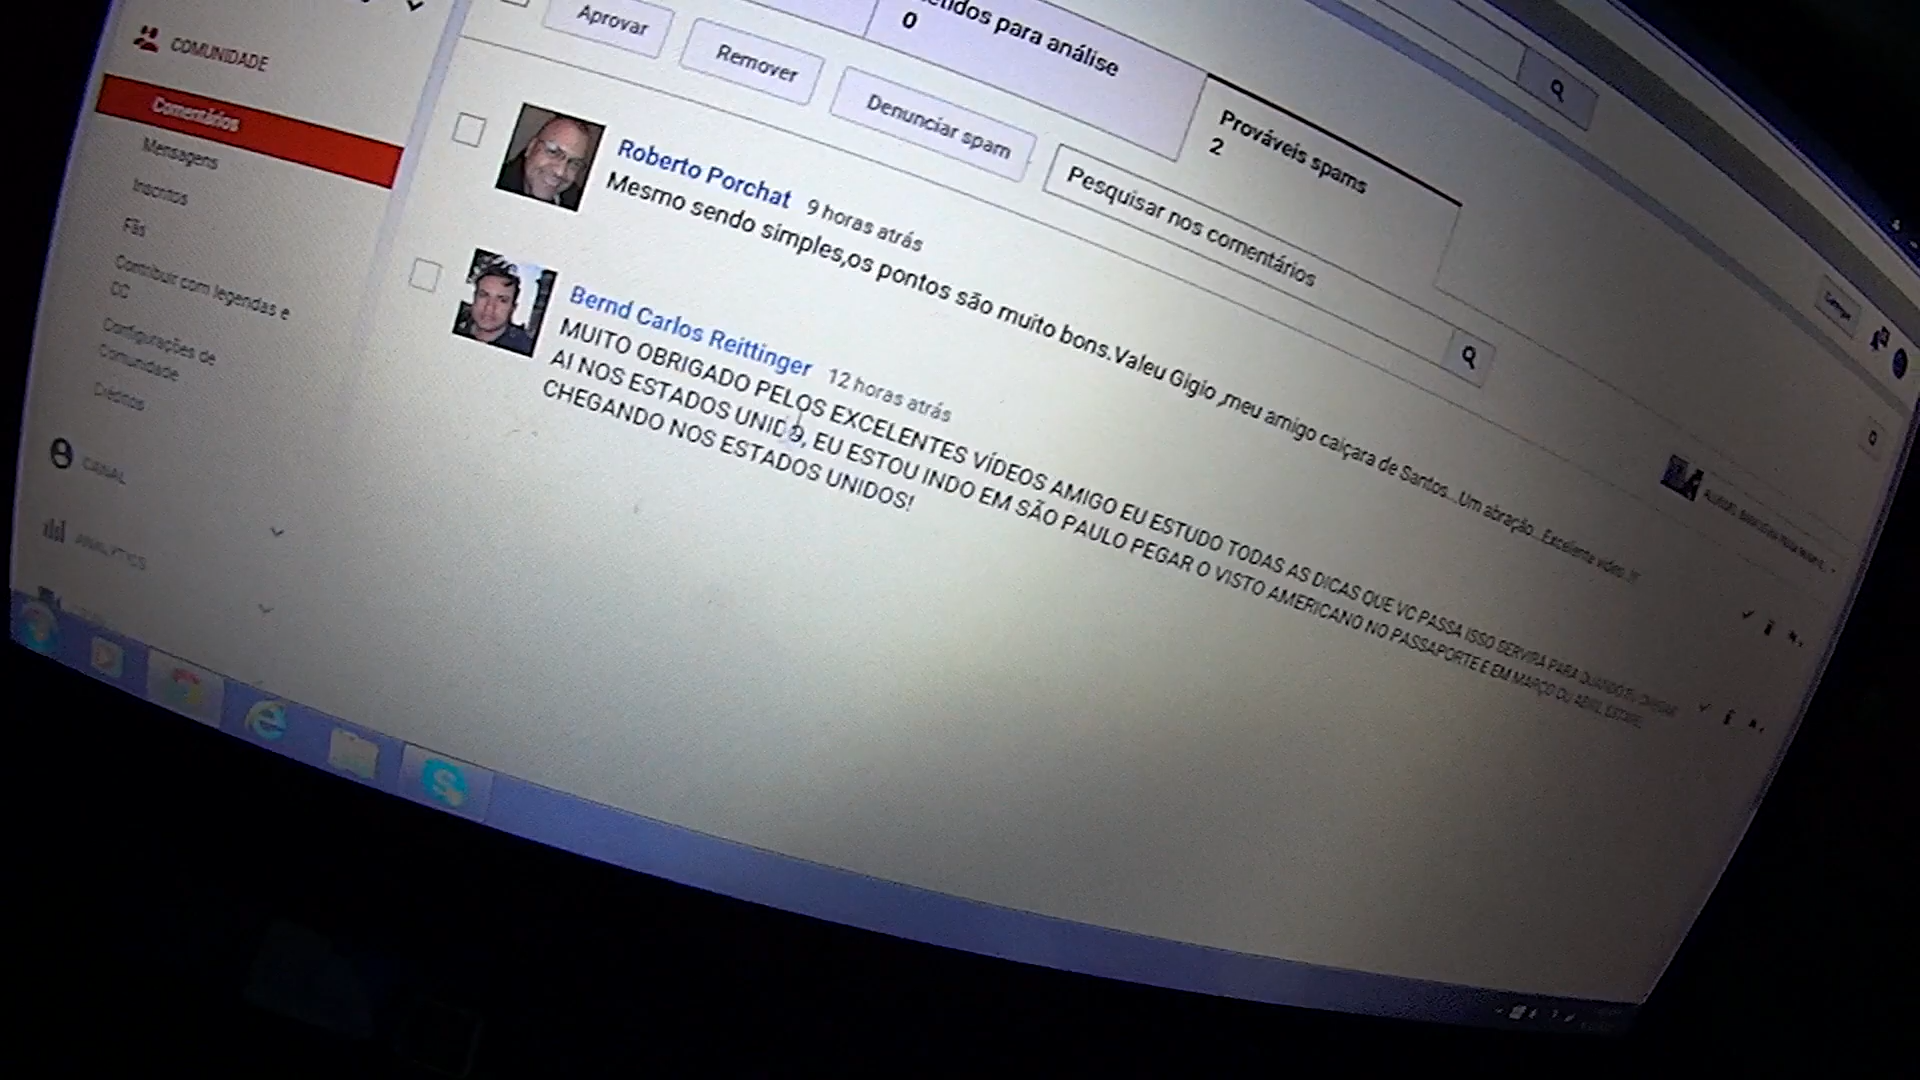 COMUNIDADE
Comentários
Mensagens
Inscritos
Fãs
Contribuir com legendas e
CC
Configurações de
Comunidade
Créditos
CANAL
ANALYTICS
para análise
0
Prováveis spams
2
Aprovar
Remover
Denunciar spam
Pesquisar nos comentários
Roberto Porchat 9 horas atrás
Mesmo sendo simples,os pontos são muito bons.Valeu Gigio ,meu amigo caiçara de Santos...Um abração...Excelente video !!!
Bernd Carlos Reittinger 12 horas atrás
MUITO OBRIGADO PELOS EXCELENTES VÍDEOS AMIGO EU ESTUDO TODAS AS DICAS QUE VC PASSA ISSO SERVIRA PARA QUANDO EU CHEGAR
AI NOS ESTADOS UNIDO, EU ESTOU INDO EM SÃO PAULO PEGAR O VISTO AMERICANO NO PASSAPORTE E EM MARÇO OU ABRIL ESTAREI
CHEGANDO NOS ESTADOS UNIDOS!